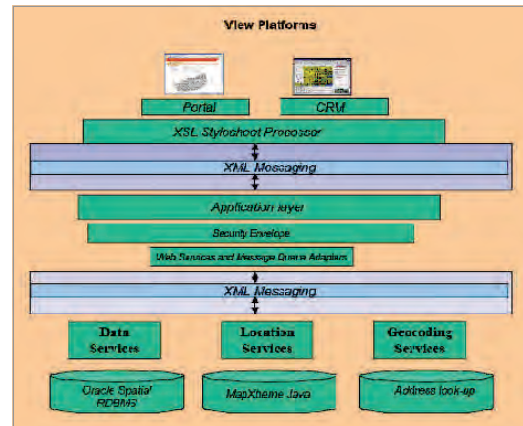 View Platforms
Portal
CRM
XSL Stylesheet Processor
XML Messaging
Application layer
Security Envelope
Web Services and Message Queue Adapters
XML Messaging
Data
Services
Location
Services
Geocoding
Services
Oracle Spatial
RDBMS
MapXtreme Java
Address look-up